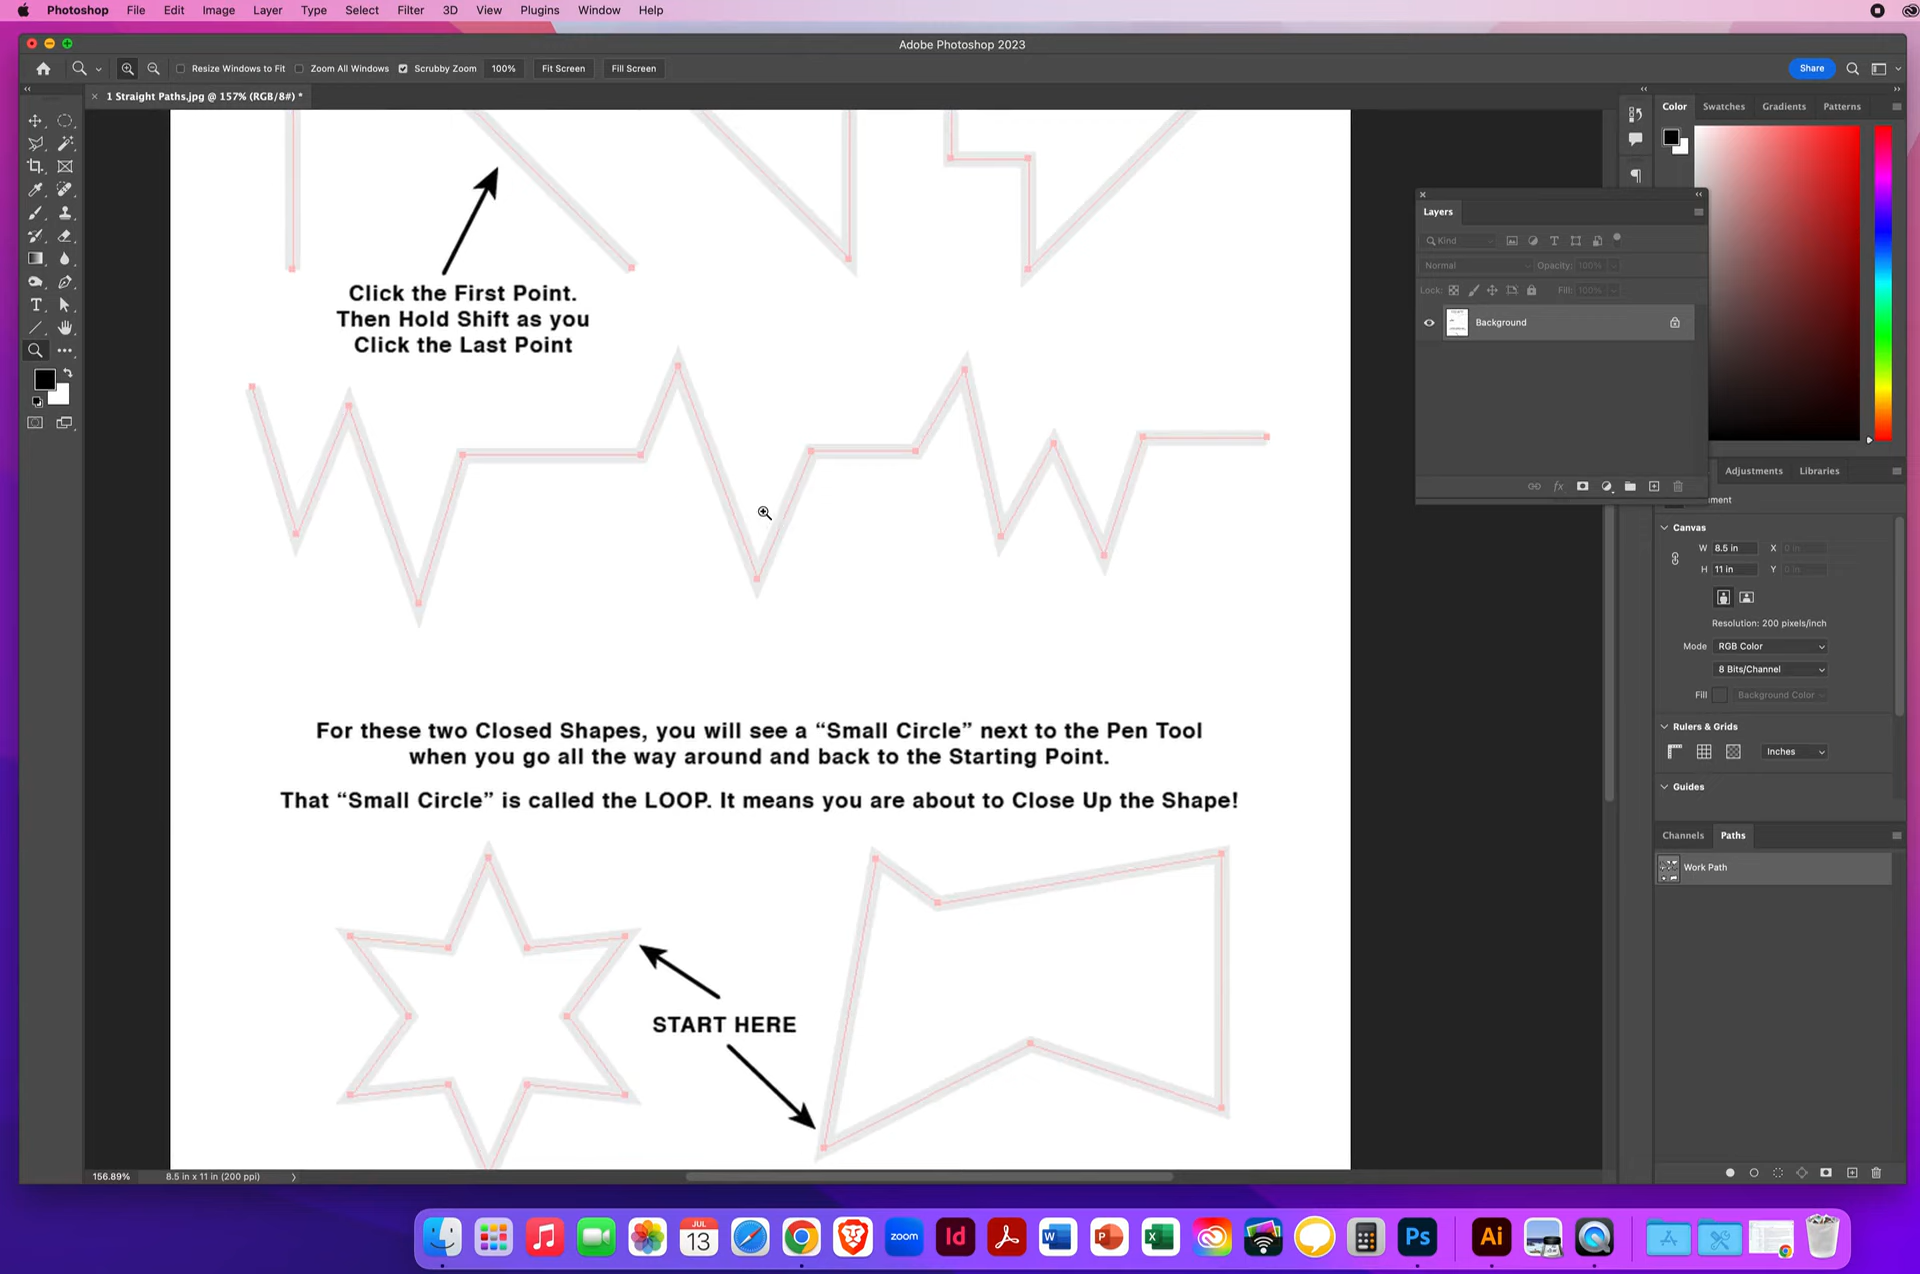 Photoshop File Edit Image Layer Type Select Filter 3D View Plugins Window Help
Adobe Photoshop 2023
Resize Windows to Fit Zoom All Windows Scrubby Zoom 100% Fit Screen Fill Screen Share
1 Straight Paths.jpg @ 157% (RGB/8#) *
Color Swatches Gradients Patterns
Click the First Point.
Then Hold Shift as you
Click the Last Point
Layers
Kind
Normal Opacity: 100%
Lock: Fill: 100%
Background
Adjustments Libraries
ment
Canvas
W 8.5 in X 0 in
H 11 in Y 0 in
Resolution: 200 pixels/inch
Mode RGB Color
8 Bits/Channel
Fill Background Color
Rulers & Grids
Inches
Guides
Channels Paths
Work Path
For these two Closed Shapes, you will see a “Small Circle” next to the Pen Tool
when you go all the way around and back to the Starting Point.
That “Small Circle” is called the LOOP. It means you are about to Close Up the Shape!
START HERE
156.89% 8.5 in x 11 in (200 ppi)
JUL
13
zoom
Id
W
P
X
Ps
Ai